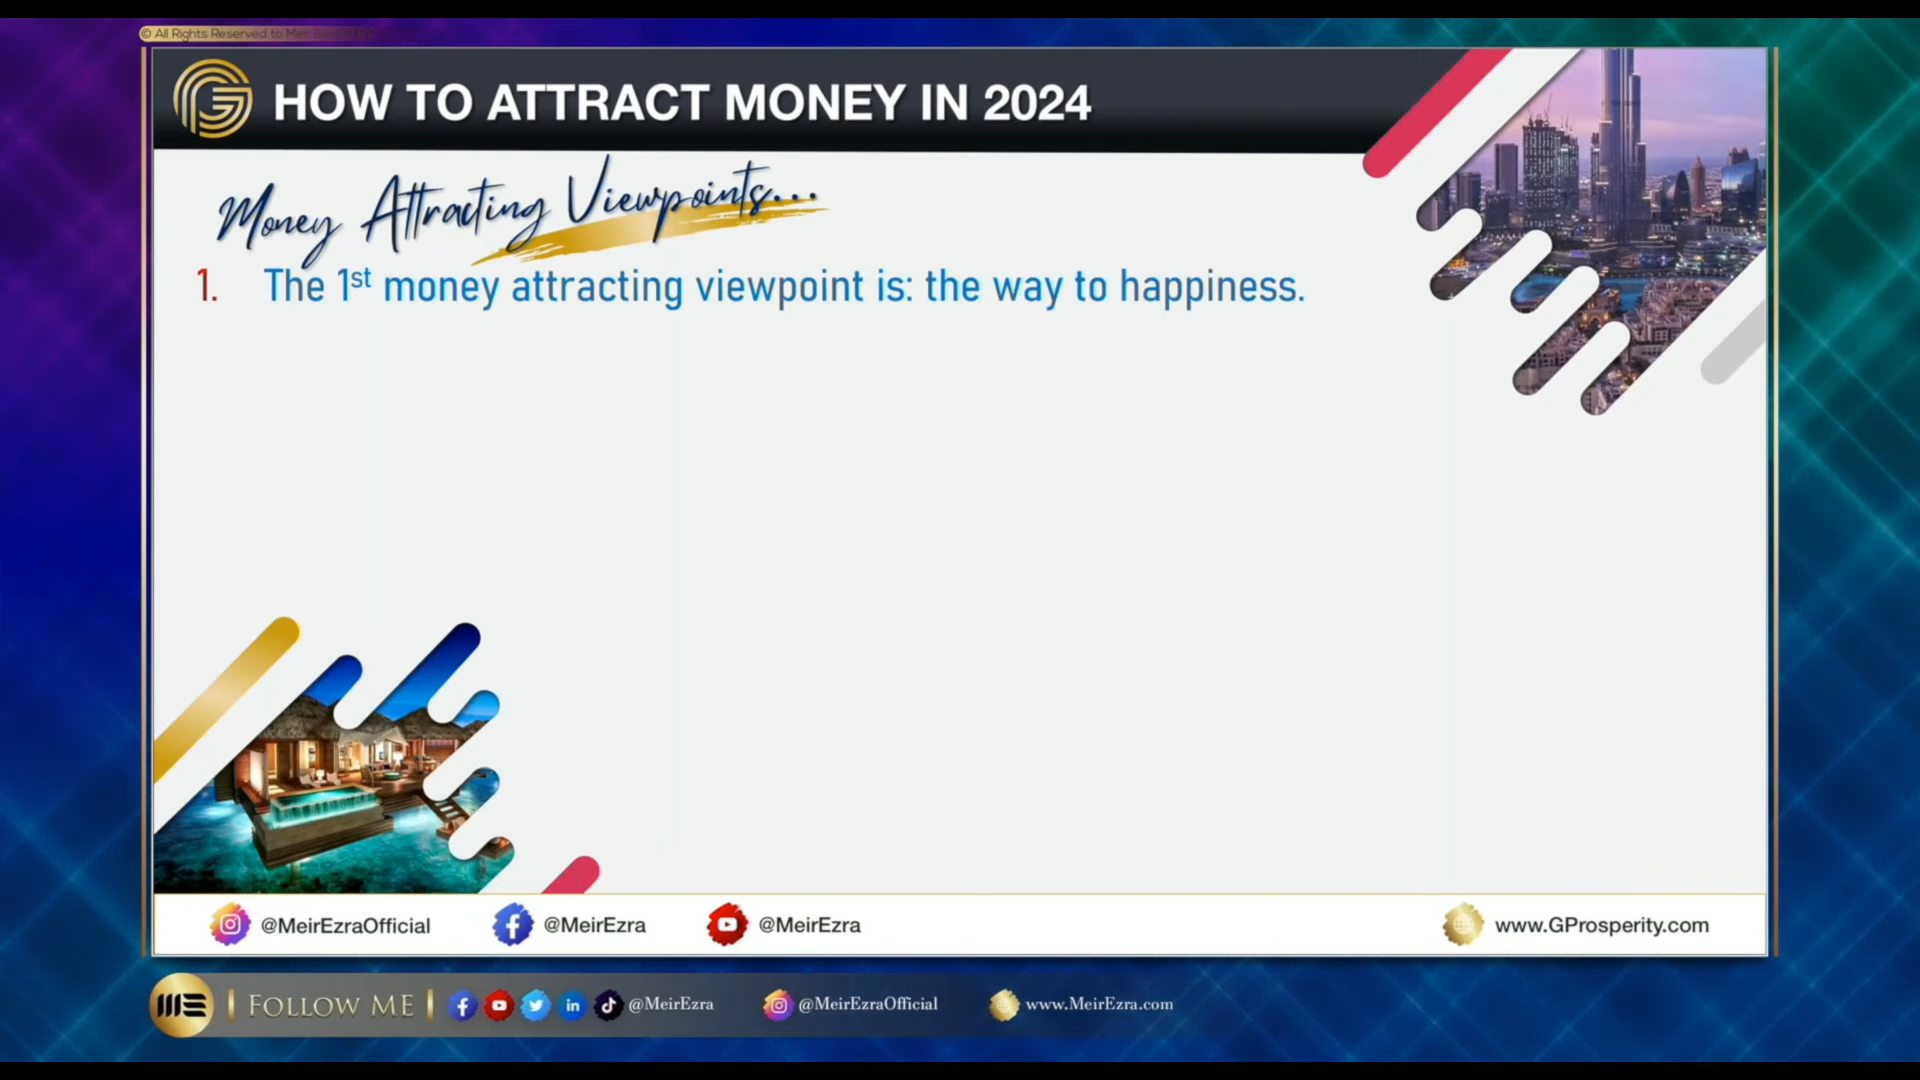 © All Rights Reserved to Meir
HOW TO ATTRACT MONEY IN 2024
Money Attracting Viewpoints...
1. The 1st money attracting viewpoint is: the way to happiness.
@MeirEzraOfficial @MeirEzra @MeirEzra www.GProsperity.com
ME | FOLLOW ME | @MeirEzra @MeirEzraOfficial www.MeirEzra.com